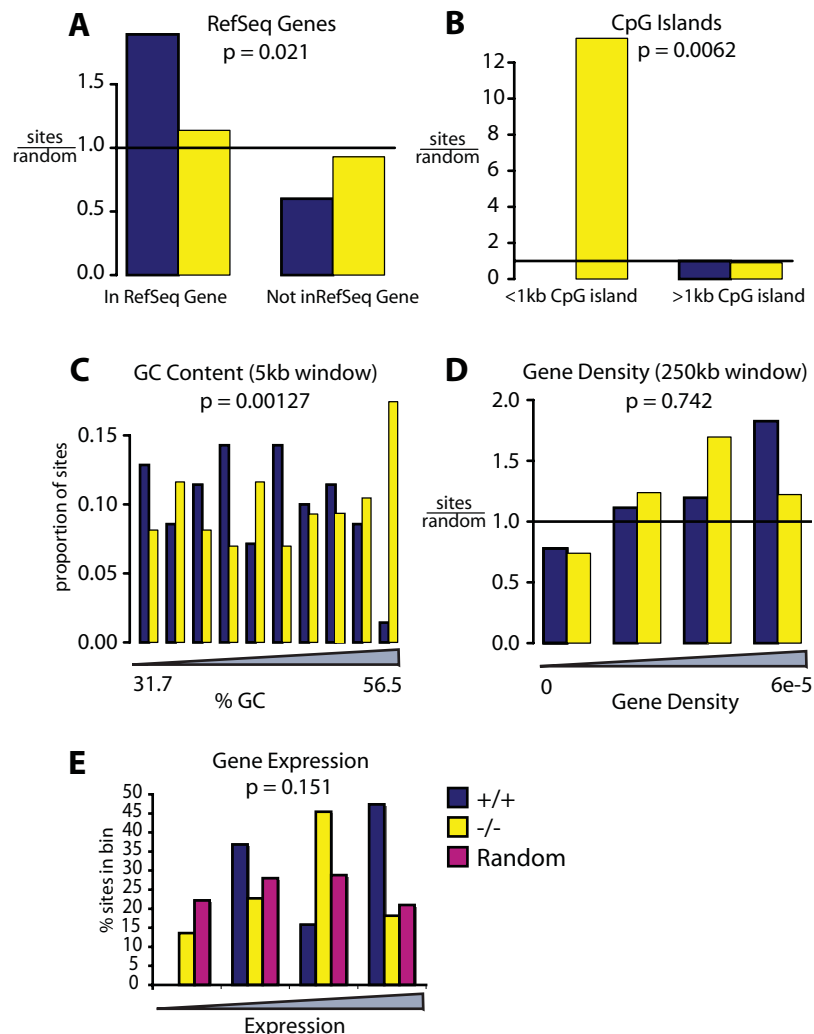 A
RefSeq Genes
p = 0.021
sites
random
1.5
1.0
0.5
0.0
In RefSeq Gene
Not inRefSeq Gene
B
CpG Islands
p = 0.0062
sites
random
12
10
8
6
4
2
0
<1kb CpG island
>1kb CpG island
C
GC Content (5kb window)
p = 0.00127
proportion of sites
0.15
0.10
0.05
0.00
31.7
56.5
% GC
D
Gene Density (250kb window)
p = 0.742
sites
random
2.0
1.5
1.0
0.5
0.0
0
6e-5
Gene Density
E
Gene Expression
p = 0.151
% sites in bin
50
45
40
35
30
25
20
15
10
5
0
Expression
+/+
-/-
Random